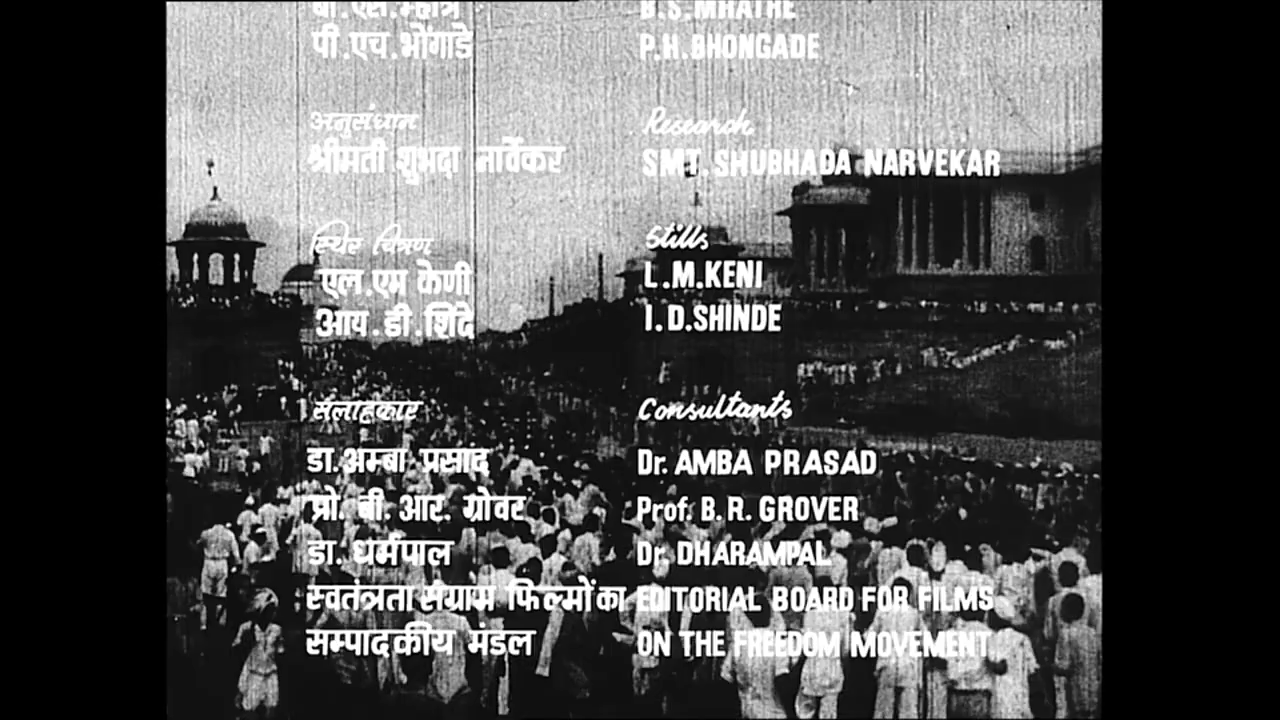 बी.एस.म्हात्रे B.S.MHATHE
पी.एच.भोंगाडे P.H.BHONGADE
अनुसंधान Research
श्रीमती शुभदा नार्वेकर SMT. SHUBHADA NARVEKAR
स्थिर चित्रण Stills
एल.एम केणी L.M.KENI
आय.डी.शिंदे I.D.SHINDE
सलाहकार Consultants
डा. अम्बा प्रसाद Dr. AMBA PRASAD
प्रो. बी. आर. ग्रोवर Prof. B. R. GROVER
डा. धर्मपाल Dr. DHARAMPAL
स्वतंत्रता संग्राम फिल्मों का EDITORIAL BOARD FOR FILMS
सम्पादकीय मंडल ON THE FREEDOM MOVEMENT